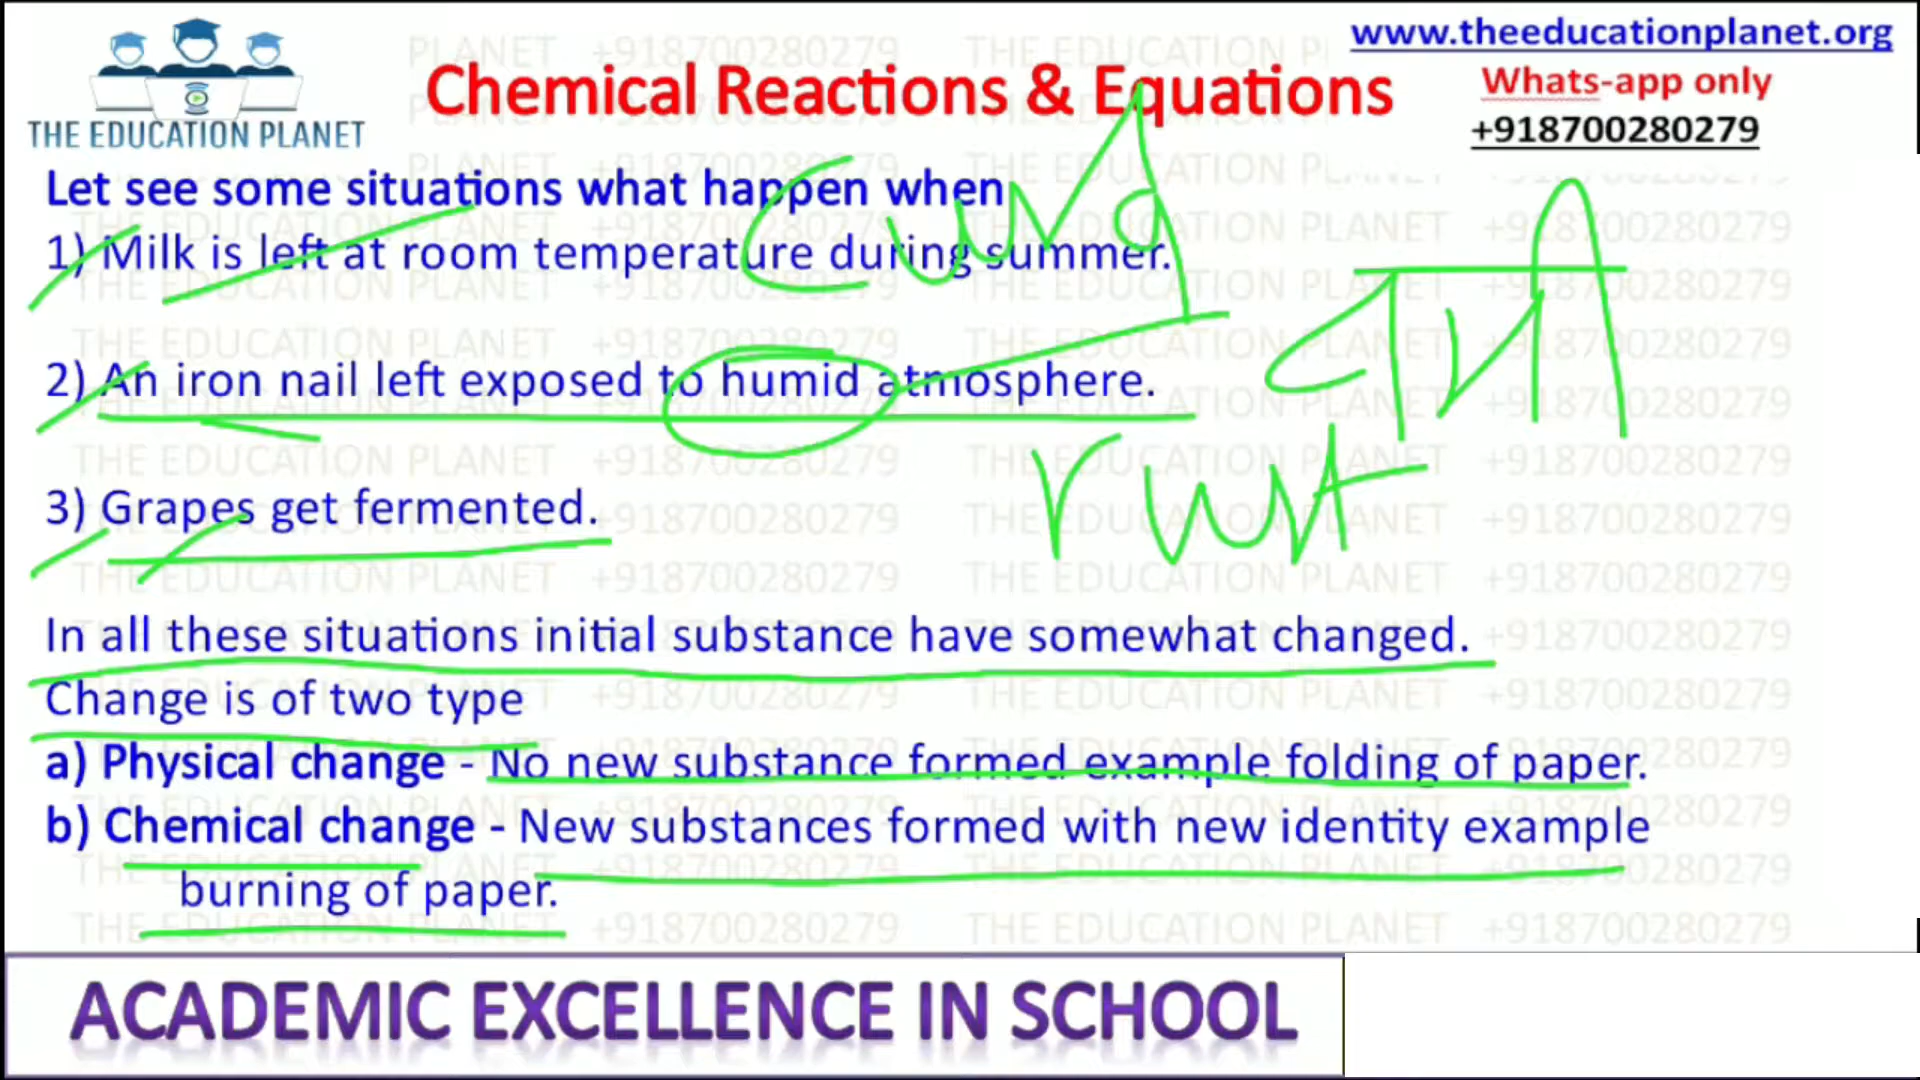 www.theeducationplanet.org
Chemical Reactions & Equations
Whats-app only
+918700280279
THE EDUCATION PLANET
Let see some situations what happen when
1) Milk is left at room temperature during summer.
Curd
2) An iron nail left exposed to humid atmosphere.
rust
3) Grapes get fermented.
In all these situations initial substance have somewhat changed.
Change is of two type
a) Physical change - No new substance formed example folding of paper.
b) Chemical change - New substances formed with new identity example
burning of paper.
ACADEMIC EXCELLENCE IN SCHOOL